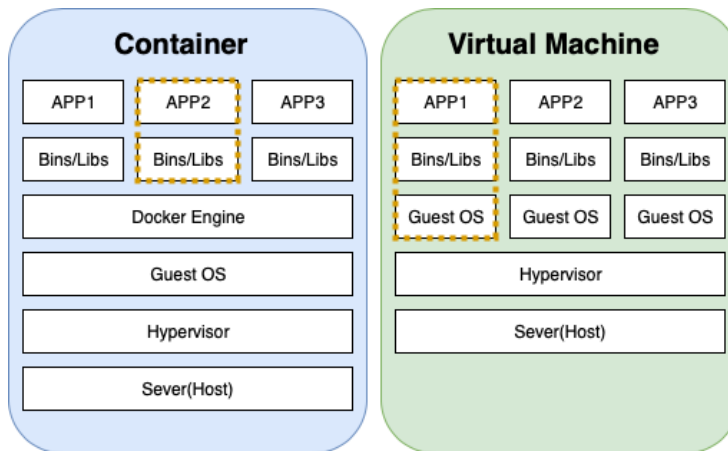 Container
APP1 APP2 APP3
Bins/Libs Bins/Libs Bins/Libs
Docker Engine
Guest OS
Hypervisor
Sever(Host)
Virtual Machine
APP1 APP2 APP3
Bins/Libs Bins/Libs Bins/Libs
Guest OS Guest OS Guest OS
Hypervisor
Sever(Host)